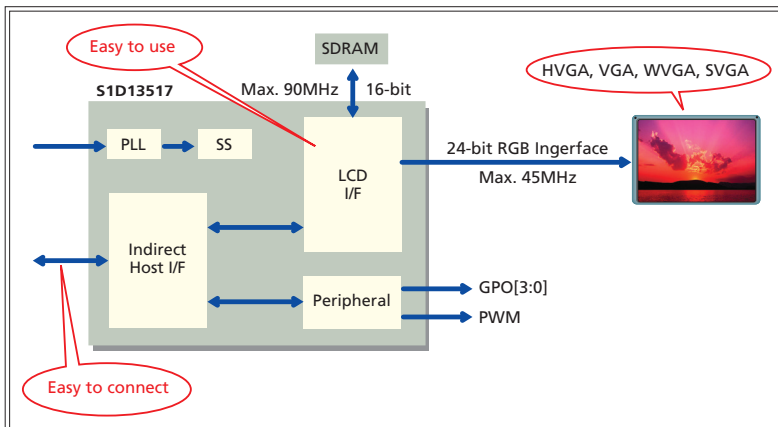 Easy to use
SDRAM
HVGA, VGA, WVGA, SVGA
S1D13517
Max. 90MHz
16-bit
PLL
SS
LCD
I/F
24-bit RGB Ingerface
Max. 45MHz
Indirect
Host I/F
Peripheral
GPO[3:0]
PWM
Easy to connect